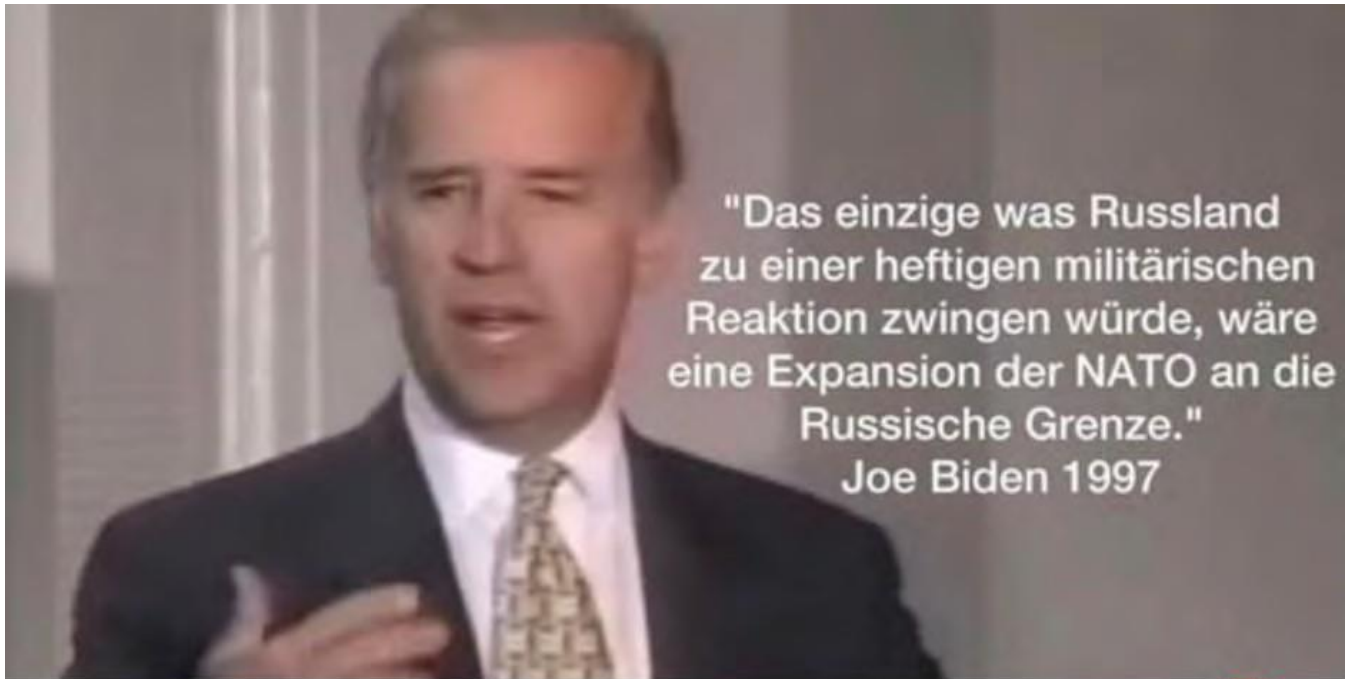 "Das einzige was Russland
zu einer heftigen militärischen
Reaktion zwingen würde, wäre
eine Expansion der NATO an die
Russische Grenze."
Joe Biden 1997